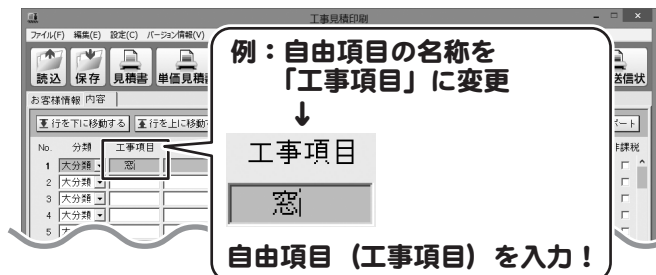 工事見積印刷
ファイル(F) 編集(E) 設定(C) バージョン情報(V)
読込 保存 見積書 単価見積 送信状
お客様情報 内容
行を下に移動する 行を上に移動
No. 分類 工事項目 非課税
1 大分類 窓
2 大分類
3 大分類
4 大分類
5
例：自由項目の名称を
「工事項目」に変更
↓
工事項目
窓
自由項目（工事項目）を入力！